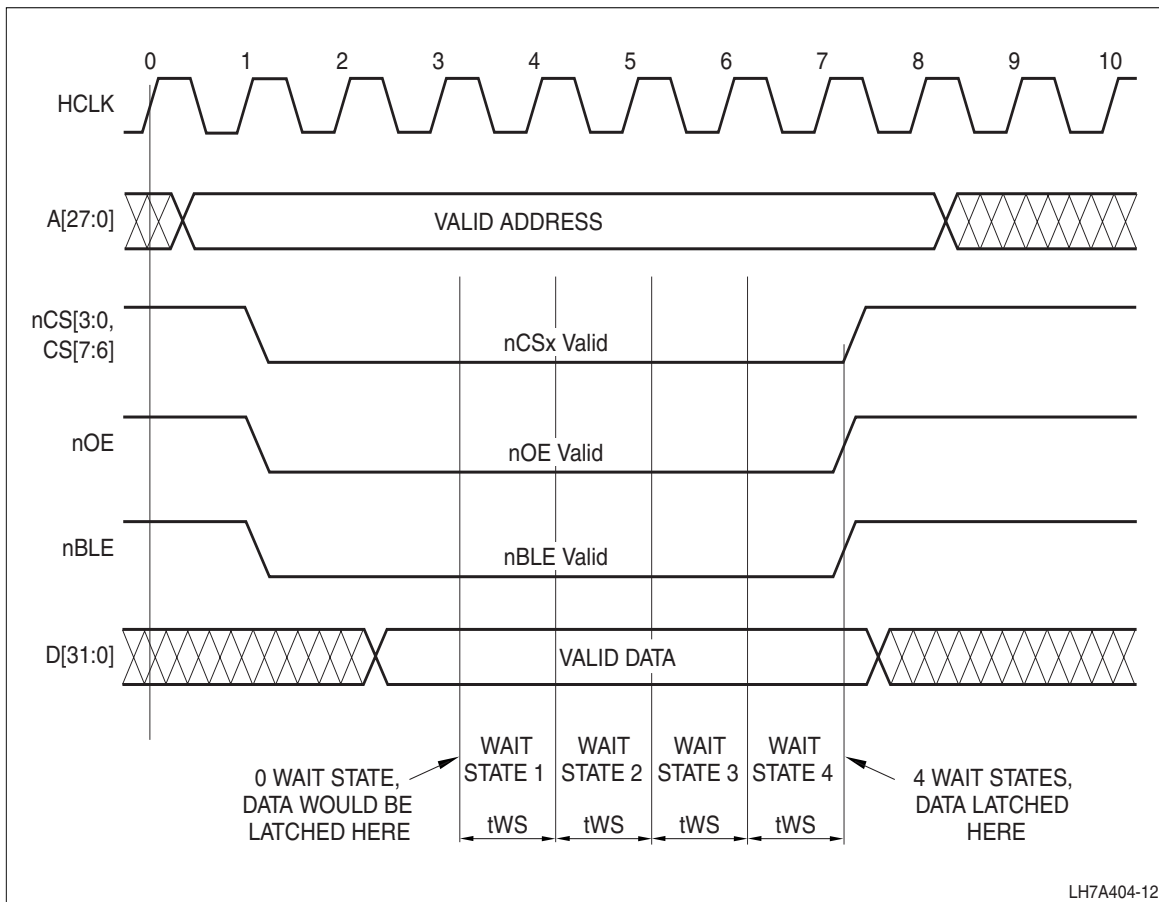 0 1 2 3 4 5 6 7 8 9 10
HCLK
A[27:0]
VALID ADDRESS
nCS[3:0,
CS[7:6]
nCSx Valid
nOE
nOE Valid
nBLE
nBLE Valid
D[31:0]
VALID DATA
0 WAIT STATE,
DATA WOULD BE
LATCHED HERE
WAIT
STATE 1
tWS
WAIT
STATE 2
tWS
WAIT
STATE 3
tWS
WAIT
STATE 4
tWS
4 WAIT STATES,
DATA LATCHED
HERE
LH7A404-12